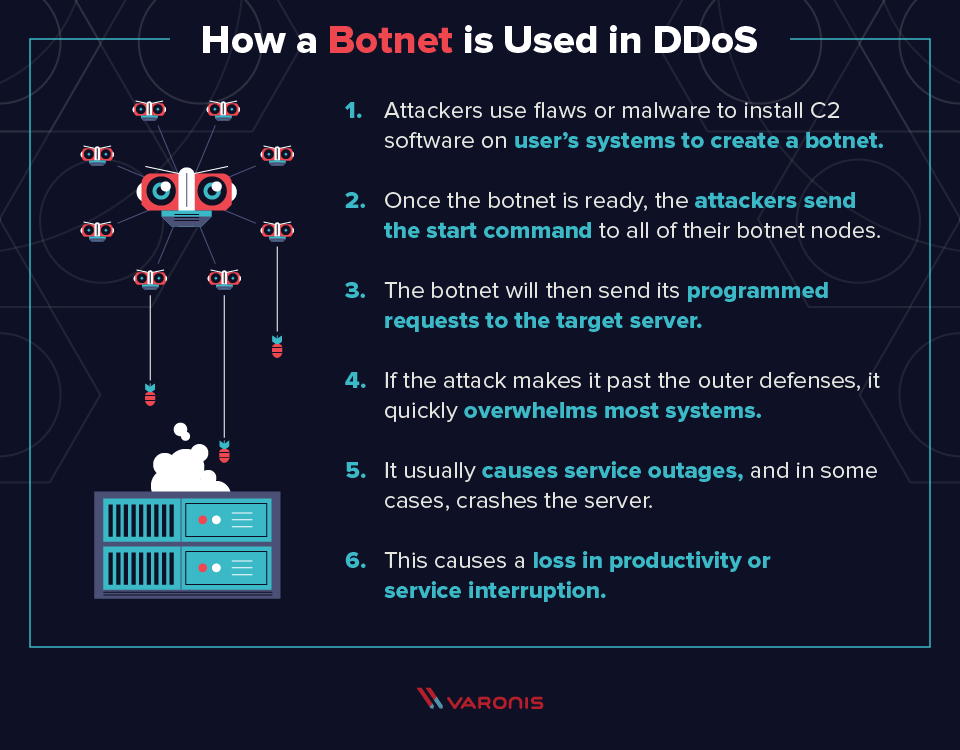 How a Botnet is Used in DDoS
1. Attackers use flaws or malware to install C2
software on user’s systems to create a botnet.
2. Once the botnet is ready, the attackers send
the start command to all of their botnet nodes.
3. The botnet will then send its programmed
requests to the target server.
4. If the attack makes it past the outer defenses, it
quickly overwhelms most systems.
5. It usually causes service outages, and in some
cases, crashes the server.
6. This causes a loss in productivity or
service interruption.
VARONIS